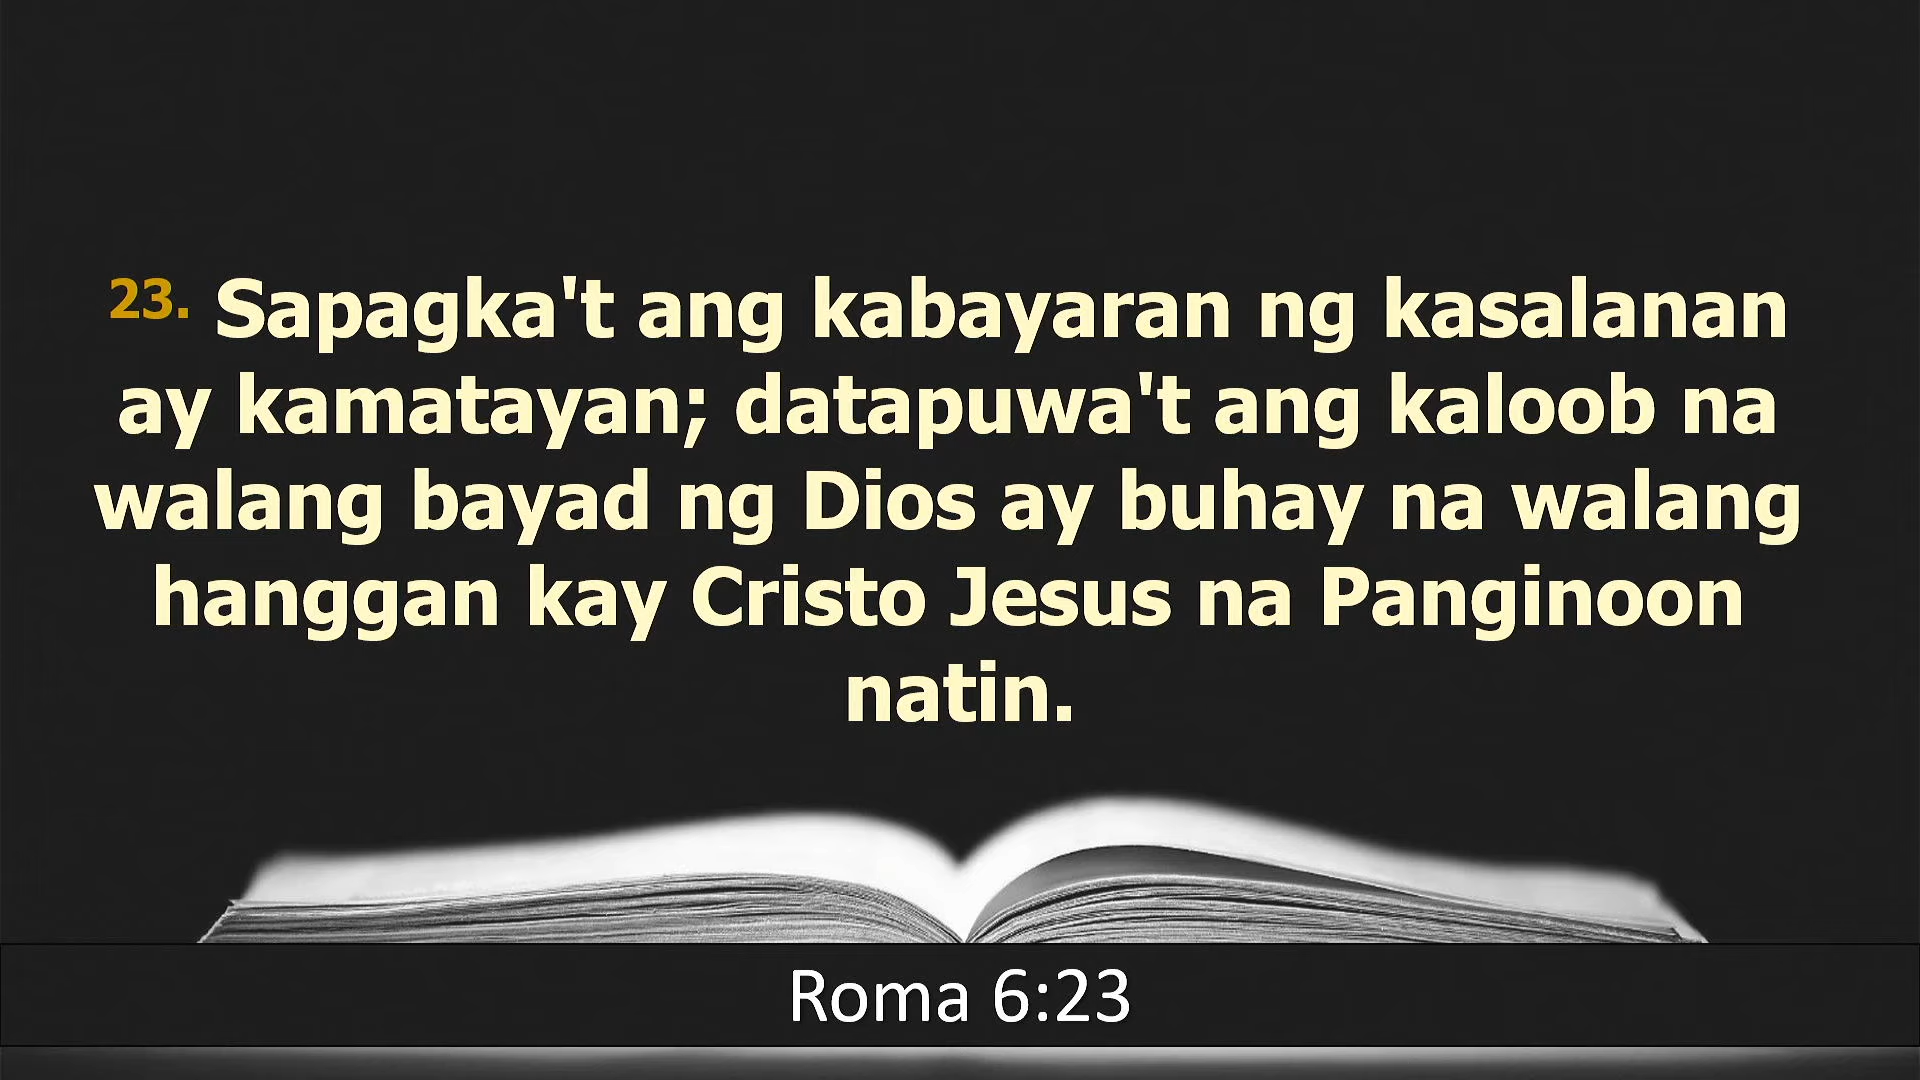 23. Sapagka't ang kabayaran ng kasalanan
ay kamatayan; datapuwa't ang kaloob na
walang bayad ng Dios ay buhay na walang
hanggan kay Cristo Jesus na Panginoon
natin.
Roma 6:23